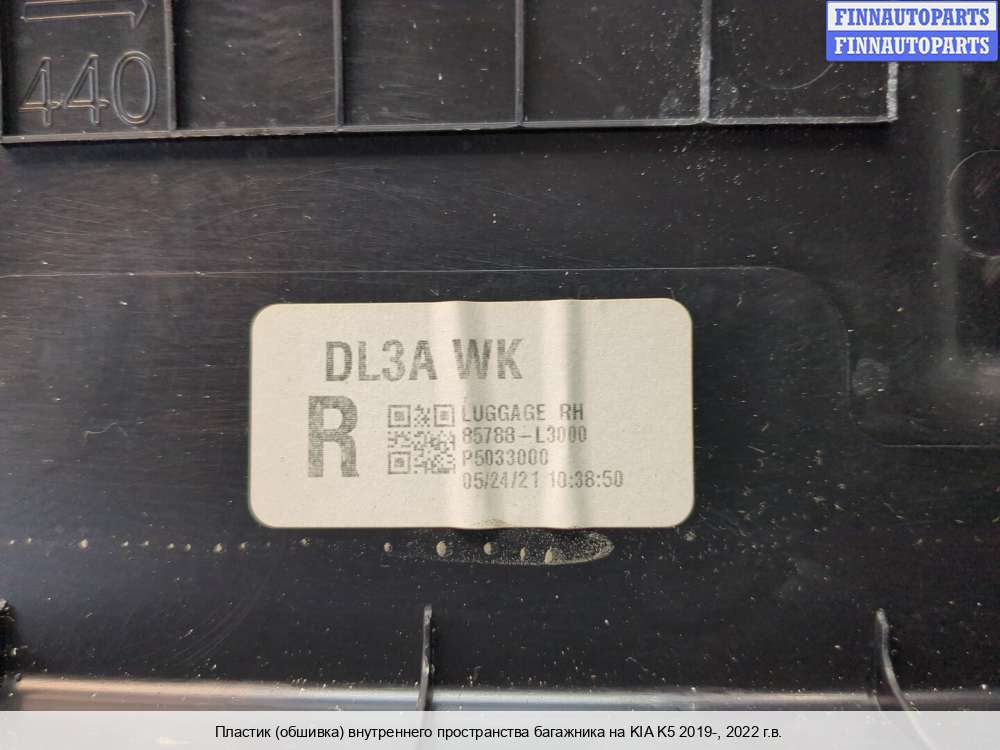 FINNAUTOPARTS
FINNAUTOPARTS
440
DL3A WK
R
LUGGAGE RH
85788-L3000
P5033000
05/24/21 10:38:50
Пластик (обшивка) внутреннего пространства багажника на KIA K5 2019-, 2022 г.в.